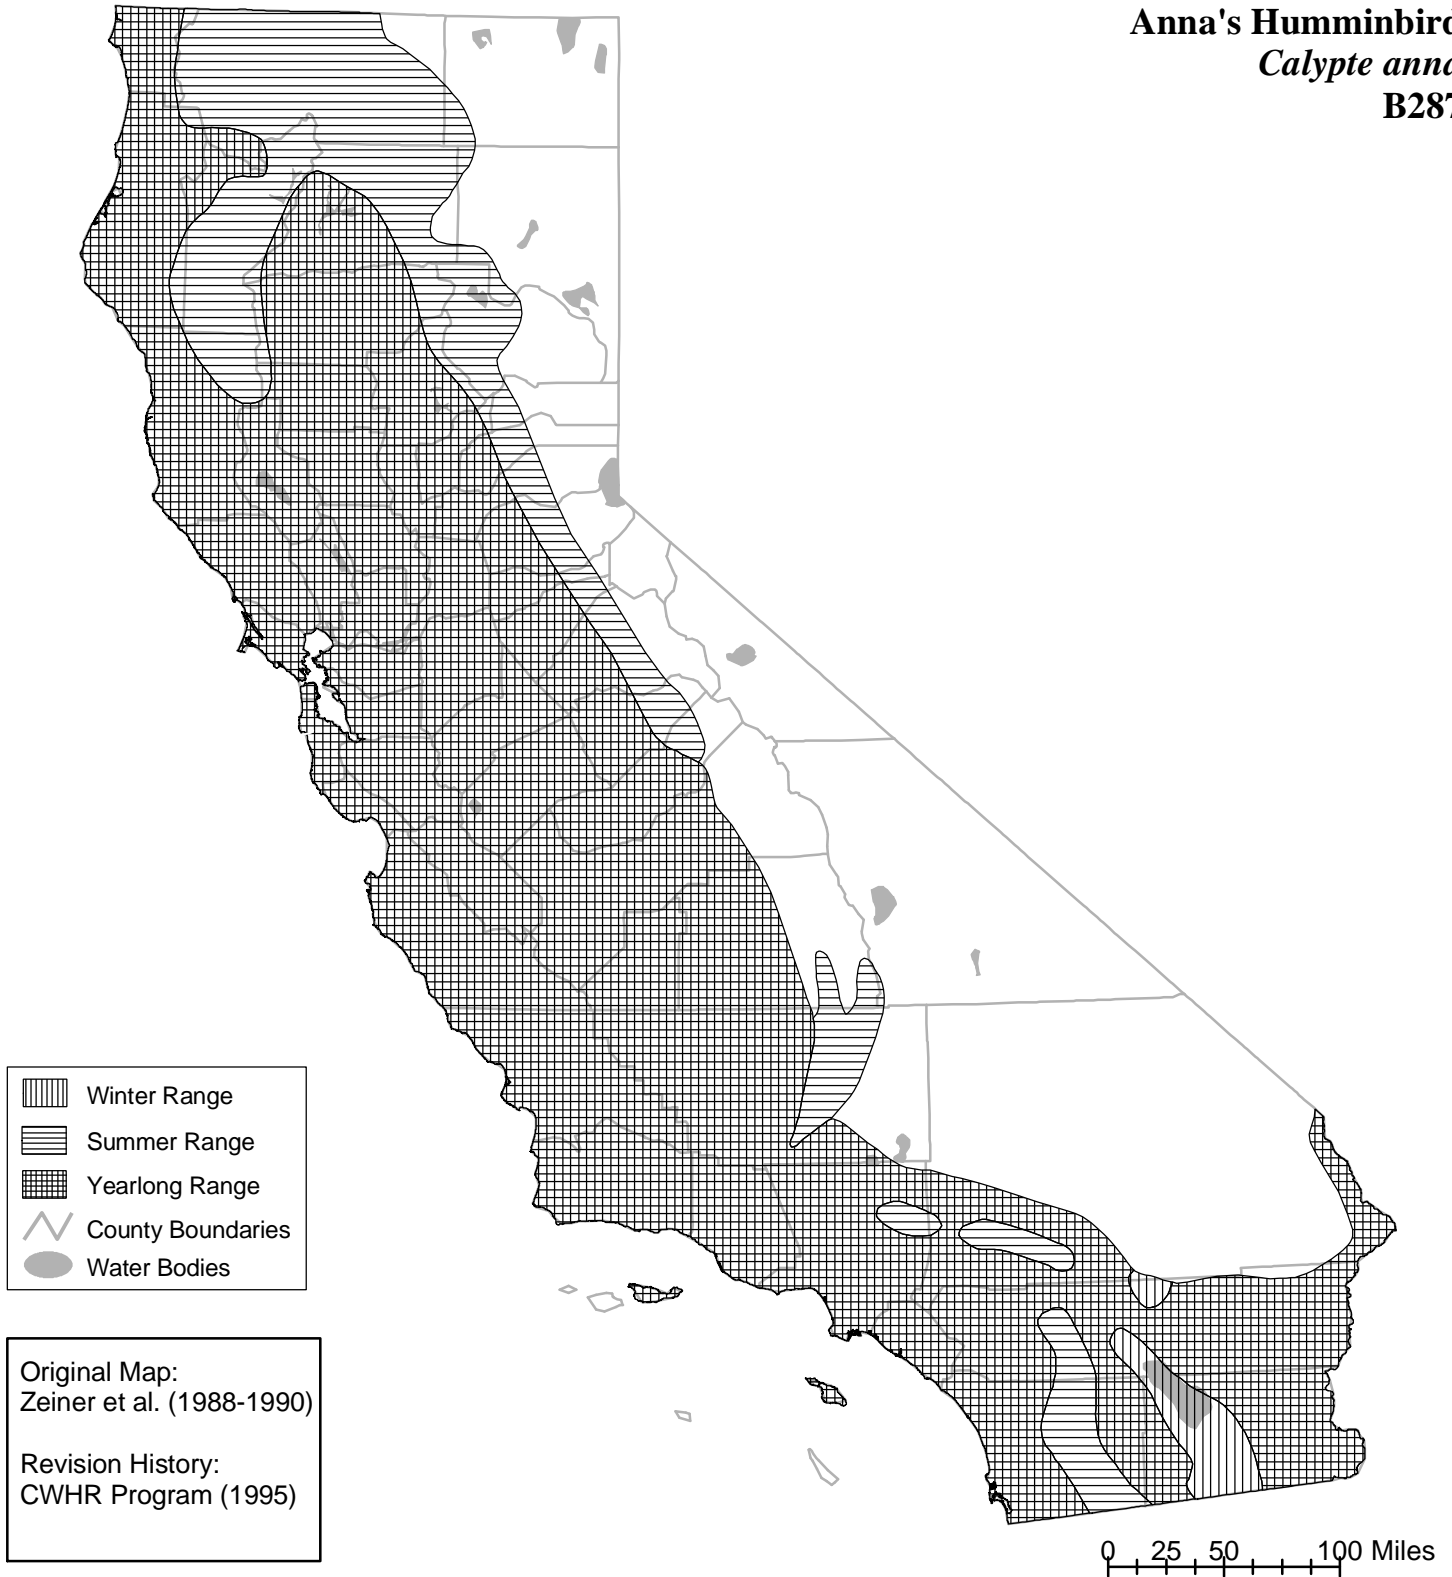 Anna's Humminbird
Calypte anna
B287
Winter Range
Summer Range
Yearlong Range
County Boundaries
Water Bodies
Original Map:
Zeiner et al. (1988-1990)
Revision History:
CWHR Program (1995)
0 25 50 100 Miles